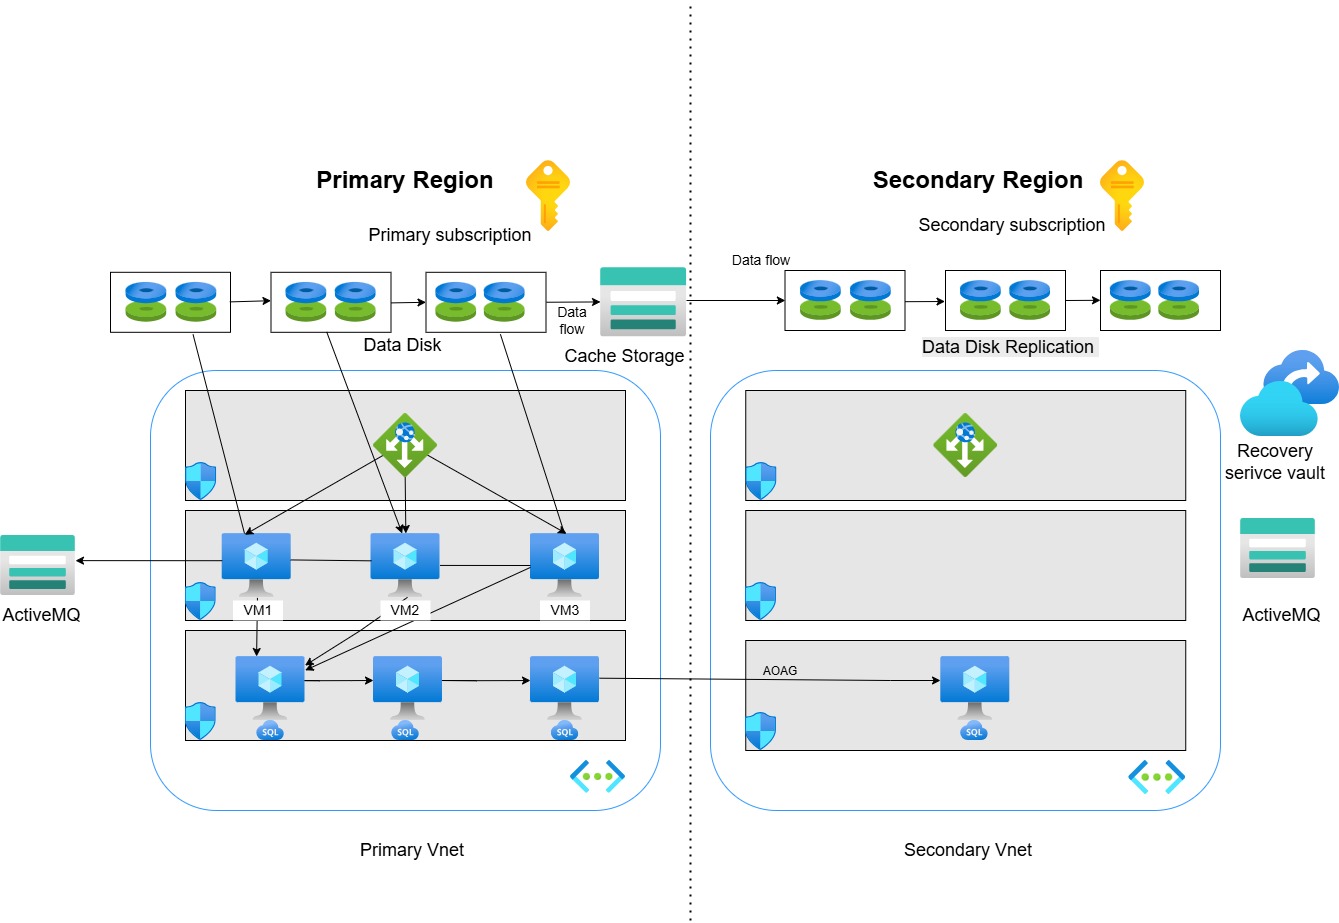 Primary Region
Secondary Region
Primary subscription
Secondary subscription
Data flow
Data
flow
Data Disk
Cache Storage
Data Disk Replication
Recovery
serivce vault
ActiveMQ
VM1
VM2
VM3
ActiveMQ
AOAG
SQL
SQL
SQL
SQL
Primary Vnet
Secondary Vnet